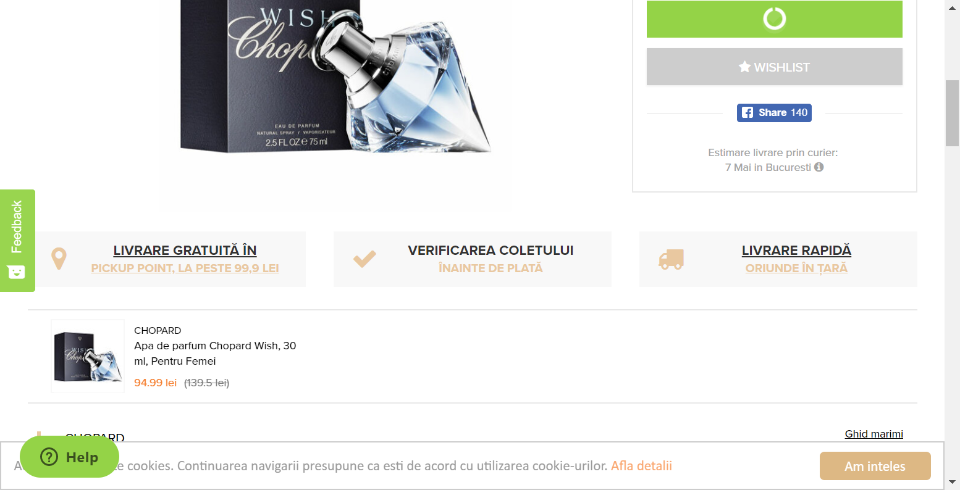 WISH
Chopard
CHOPARD
EAU DE PARFUM
NATURAL SPRAY / VAPORISATEUR
2.5 FL.OZ℮75 ml
WISHLIST
Share 140
Estimare livrare prin curier:
7 Mai in Bucuresti
Feedback
LIVRARE GRATUITĂ ÎN
PICKUP POINT, LA PESTE 99,9 LEI
VERIFICAREA COLETULUI
ÎNAINTE DE PLATĂ
LIVRARE RAPIDĂ
ORIUNDE ÎN ȚARĂ
WISH
Chopard
CHOPARD
Apa de parfum Chopard Wish, 30
ml, Pentru Femei
94.99 lei (139.5 lei)
CHOPARD
Ghid marimi
Help
cookies. Continuarea navigarii presupune ca esti de acord cu utilizarea cookie-urilor. Afla detalii
Am inteles